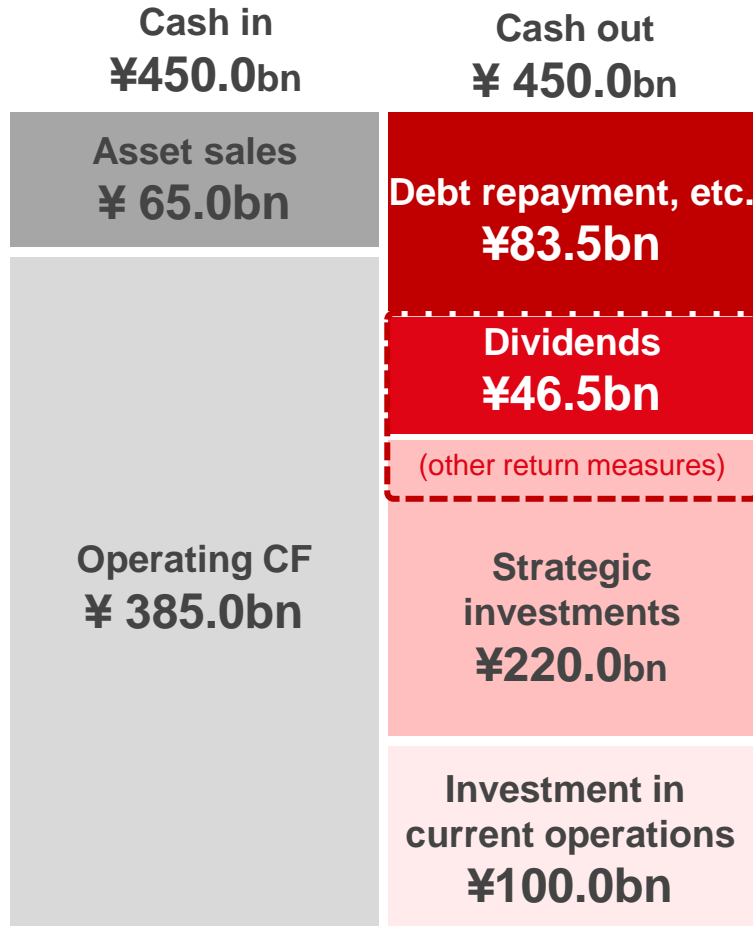 Cash in
¥450.0bn
Cash out
¥ 450.0bn
Asset sales
¥ 65.0bn
Debt repayment, etc.
¥83.5bn
Dividends
¥46.5bn
(other return measures)
Operating CF
¥ 385.0bn
Strategic
investments
¥220.0bn
Investment in
current operations
¥100.0bn